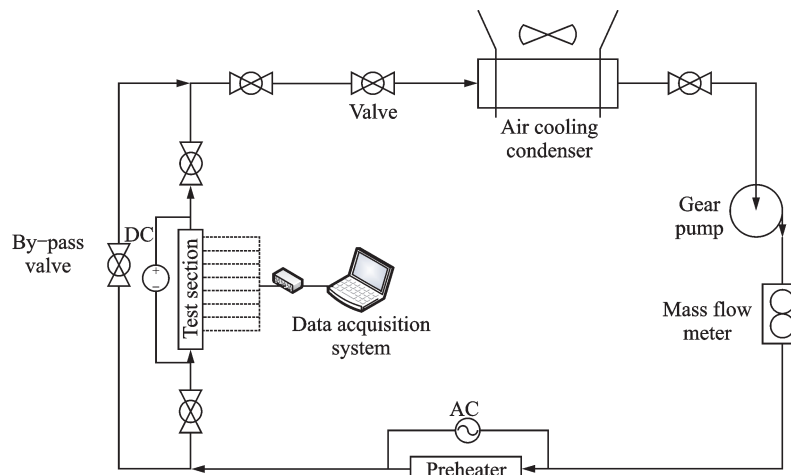 Valve
Air cooling
condenser
Gear
pump
By−pass
valve
DC
+
−
Test section
Data acquisition
system
Mass flow
meter
AC
Preheater